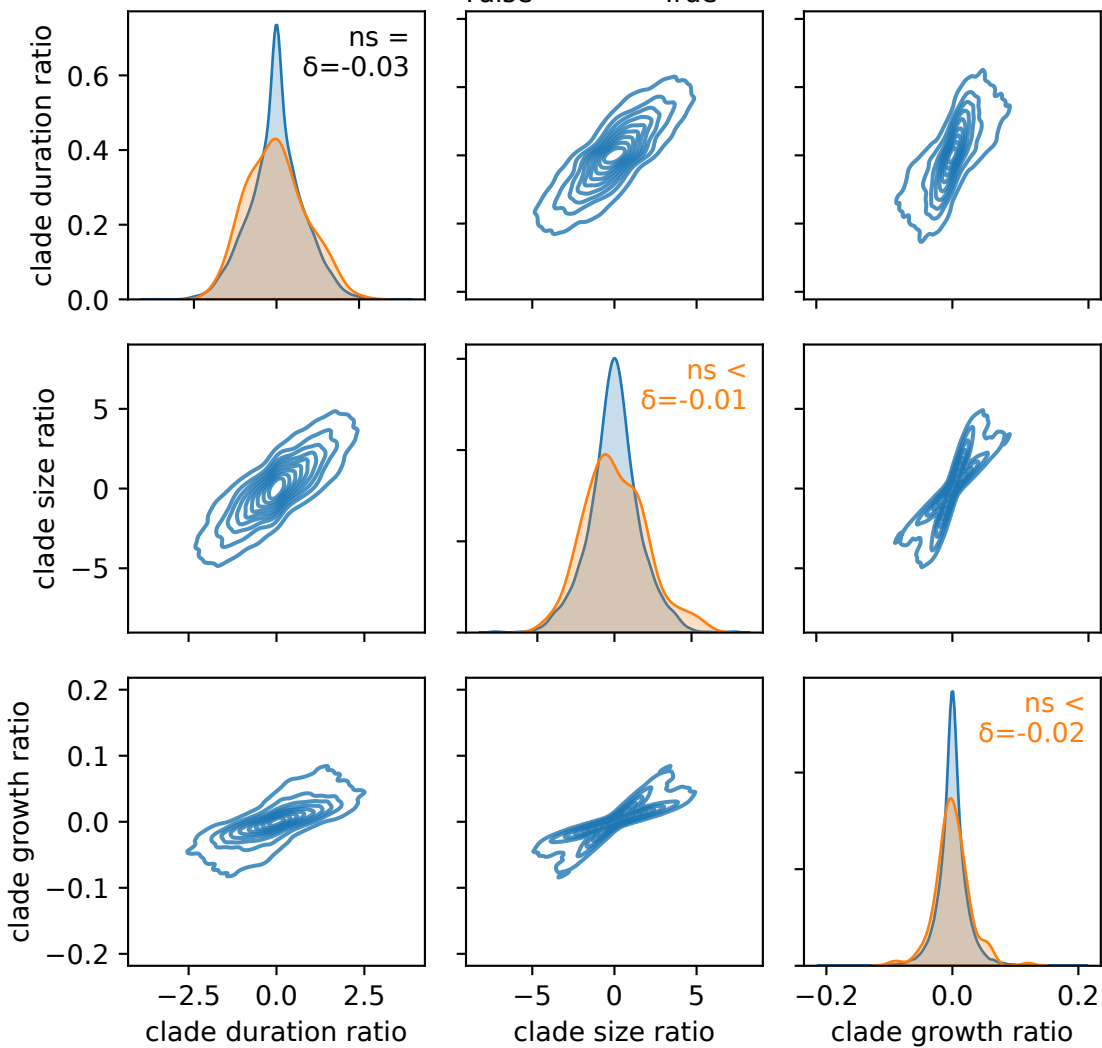 clade duration ratio
0.6
0.4
0.2
0.0
ns =
δ=-0.03
clade size ratio
5
0
−5
ns <
δ=-0.01
clade growth ratio
0.2
0.1
0.0
−0.1
−0.2
ns <
δ=-0.02
−2.5 0.0 2.5
−5 0 5
−0.2 0.0 0.2
clade duration ratio
clade size ratio
clade growth ratio